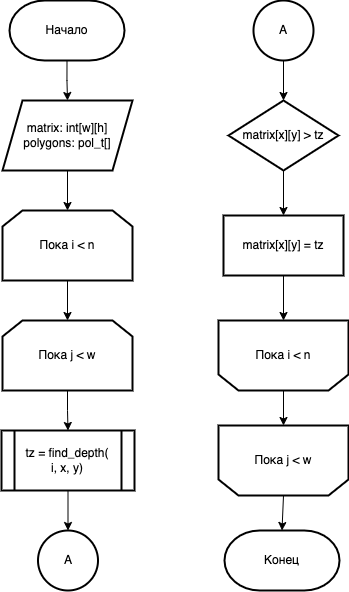 Начало
matrix: int[w][h]
polygons: pol_t[]
Пока i < n
Пока j < w
tz = find_depth(
i, x, y)
А
А
matrix[x][y] > tz
matrix[x][y] = tz
Пока i < n
Пока j < w
Конец